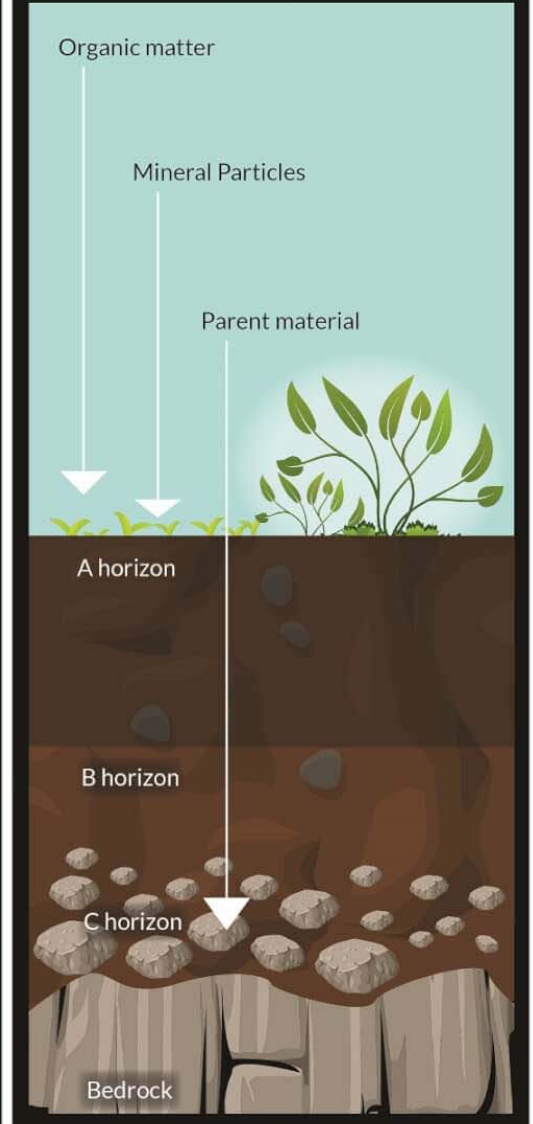 Organic matter
Mineral Particles
Parent material
A horizon
B horizon
C horizon
Bedrock